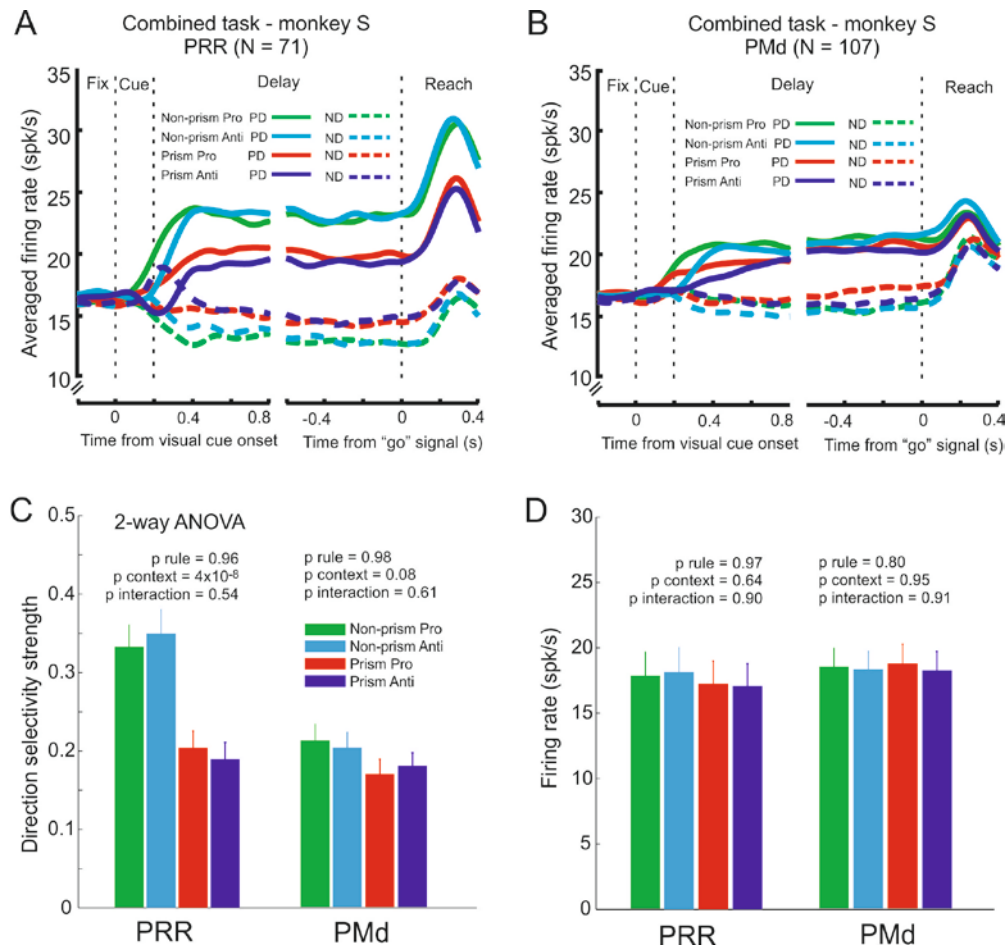 A
Combined task - monkey S
PRR (N = 71)
Fix Cue Delay Reach
Non-prism Pro PD ND
Non-prism Anti PD ND
Prism Pro PD ND
Prism Anti PD ND
Averaged firing rate (spk/s)
35
30
25
20
15
10
0 0.4 0.8 -0.4 0 0.4
Time from visual cue onset Time from “go” signal (s)
B
Combined task - monkey S
PMd (N = 107)
Fix Cue Delay Reach
Non-prism Pro PD ND
Non-prism Anti PD ND
Prism Pro PD ND
Prism Anti PD ND
Averaged firing rate (spk/s)
35
30
25
20
15
10
0 0.4 0.8 -0.4 0 0.4
Time from visual cue onset Time from “go” signal (s)
C
2-way ANOVA
p rule = 0.96
p context = 4x10⁻⁸
p interaction = 0.54
p rule = 0.98
p context = 0.08
p interaction = 0.61
Non-prism Pro
Non-prism Anti
Prism Pro
Prism Anti
Direction selectivity strength
0.5
0.4
0.3
0.2
0.1
0
PRR PMd
D
p rule = 0.97
p context = 0.64
p interaction = 0.90
p rule = 0.80
p context = 0.95
p interaction = 0.91
Firing rate (spk/s)
30
25
20
15
10
5
0
PRR PMd